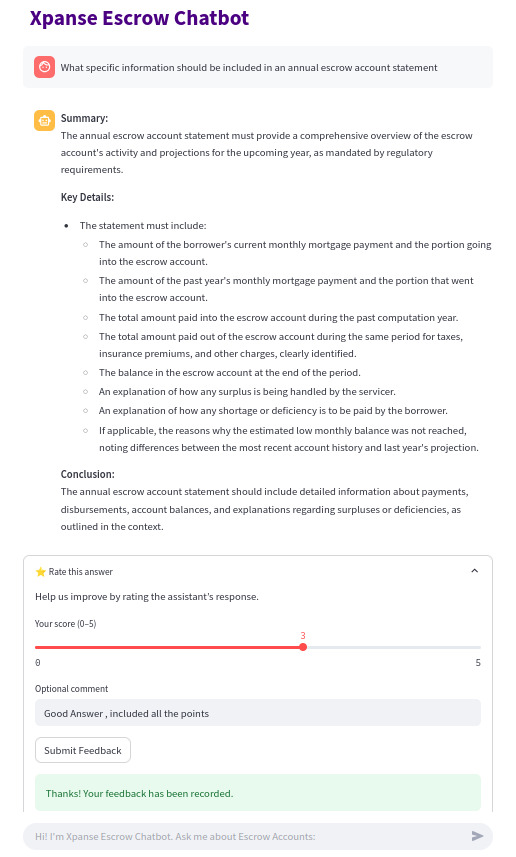 Xpanse Escrow Chatbot
What specific information should be included in an annual escrow account statement
Summary:
The annual escrow account statement must provide a comprehensive overview of the escrow
account's activity and projections for the upcoming year, as mandated by regulatory
requirements.
Key Details:
• The statement must include:
○ The amount of the borrower's current monthly mortgage payment and the portion going
into the escrow account.
○ The amount of the past year's monthly mortgage payment and the portion that went
into the escrow account.
○ The total amount paid into the escrow account during the past computation year.
○ The total amount paid out of the escrow account during the same period for taxes,
insurance premiums, and other charges, clearly identified.
○ The balance in the escrow account at the end of the period.
○ An explanation of how any surplus is being handled by the servicer.
○ An explanation of how any shortage or deficiency is to be paid by the borrower.
○ If applicable, the reasons why the estimated low monthly balance was not reached,
noting differences between the most recent account history and last year's projection.
Conclusion:
The annual escrow account statement should include detailed information about payments,
disbursements, account balances, and explanations regarding surpluses or deficiencies, as
outlined in the context.
⭐ Rate this answer
Help us improve by rating the assistant's response.
Your score (0–5)
3
0 5
Optional comment
Good Answer , included all the points
Submit Feedback
Thanks! Your feedback has been recorded.
Hi! I'm Xpanse Escrow Chatbot. Ask me about Escrow Accounts: